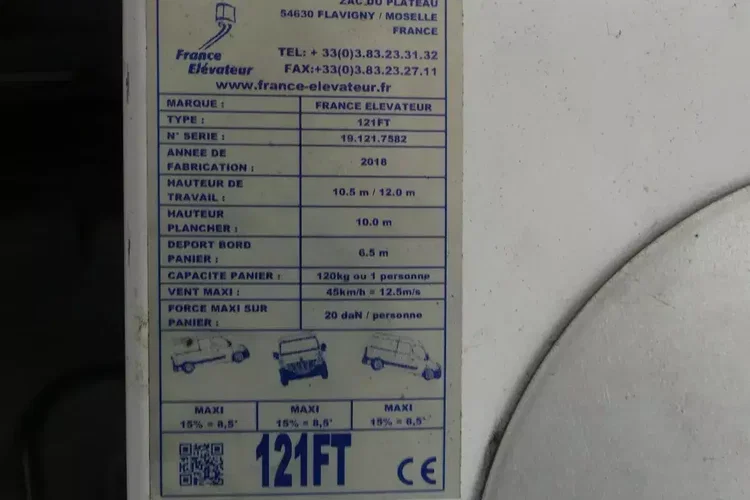 ZAC DU PLATEAU
54630 FLAVIGNY / MOSELLE
FRANCE
France
Elévateur
TEL: + 33(0)3.83.23.31.32
FAX:+33(0)3.83.23.27.11
www.france-elevateur.fr
MARQUE : FRANCE ELEVATEUR
TYPE : 121FT
N° SERIE : 19.121.7582
ANNEE DE
FABRICATION : 2018
HAUTEUR DE
TRAVAIL : 10.5 m / 12.0 m
HAUTEUR
PLANCHER : 10.0 m
DEPORT BORD
PANIER : 6.5 m
CAPACITE PANIER : 120kg ou 1 personne
VENT MAXI : 45km/h = 12.5m/s
FORCE MAXI SUR
PANIER : 20 daN / personne
MAXI MAXI MAXI
15% = 8,5° 15% = 8,5° 15% = 8,5°
121FT CE